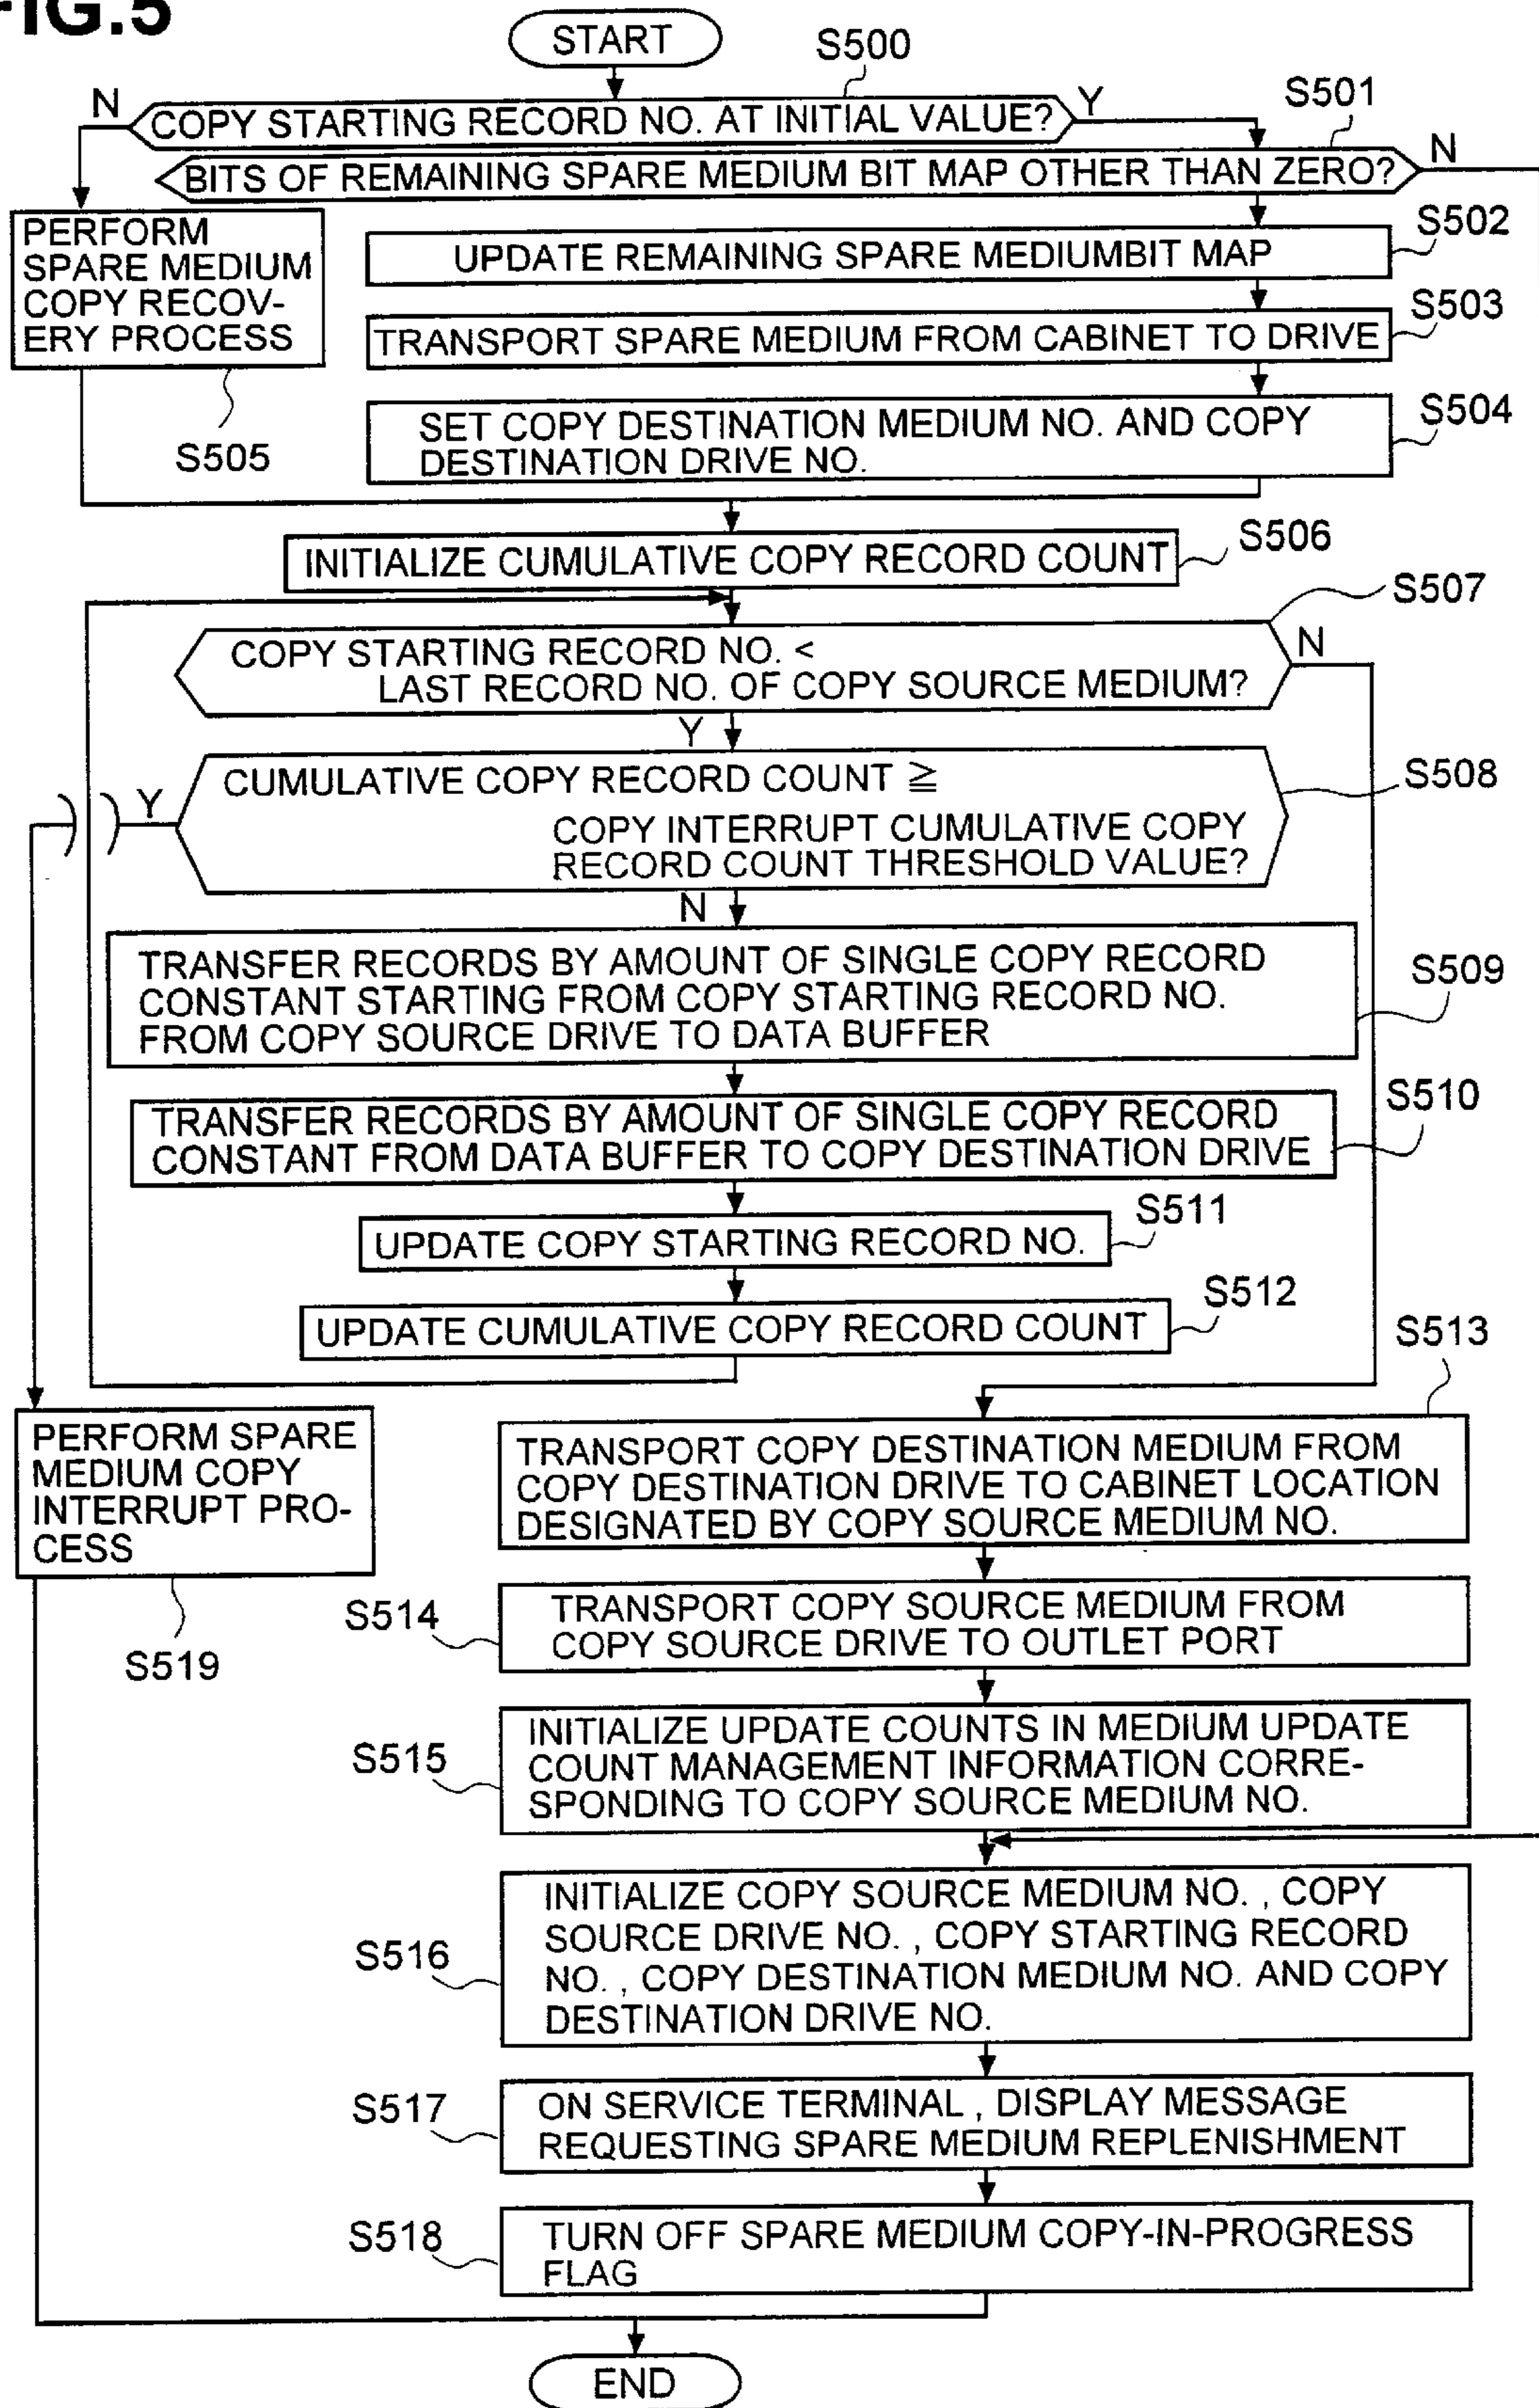 FIG.5
START
S500
N
COPY STARTING RECORD NO. AT INITIAL VALUE?
Y
S501
BITS OF REMAINING SPARE MEDIUM BIT MAP OTHER THAN ZERO?
N
PERFORM
SPARE MEDIUM
COPY RECOV-
ERY PROCESS
S505
UPDATE REMAINING SPARE MEDIUMBIT MAP
S502
TRANSPORT SPARE MEDIUM FROM CABINET TO DRIVE
S503
SET COPY DESTINATION MEDIUM NO. AND COPY
DESTINATION DRIVE NO.
S504
INITIALIZE CUMULATIVE COPY RECORD COUNT
S506
S507
COPY STARTING RECORD NO. <
LAST RECORD NO. OF COPY SOURCE MEDIUM?
N
Y
CUMULATIVE COPY RECORD COUNT ≧
COPY INTERRUPT CUMULATIVE COPY
RECORD COUNT THRESHOLD VALUE?
S508
Y
N
TRANSFER RECORDS BY AMOUNT OF SINGLE COPY RECORD
CONSTANT STARTING FROM COPY STARTING RECORD NO.
FROM COPY SOURCE DRIVE TO DATA BUFFER
S509
TRANSFER RECORDS BY AMOUNT OF SINGLE COPY RECORD
CONSTANT FROM DATA BUFFER TO COPY DESTINATION DRIVE
S510
UPDATE COPY STARTING RECORD NO.
S511
UPDATE CUMULATIVE COPY RECORD COUNT
S512
S513
PERFORM SPARE
MEDIUM COPY
INTERRUPT PRO-
CESS
S519
TRANSPORT COPY DESTINATION MEDIUM FROM
COPY DESTINATION DRIVE TO CABINET LOCATION
DESIGNATED BY COPY SOURCE MEDIUM NO.
S514
TRANSPORT COPY SOURCE MEDIUM FROM
COPY SOURCE DRIVE TO OUTLET PORT
S515
INITIALIZE UPDATE COUNTS IN MEDIUM UPDATE
COUNT MANAGEMENT INFORMATION CORRE-
SPONDING TO COPY SOURCE MEDIUM NO.
S516
INITIALIZE COPY SOURCE MEDIUM NO. , COPY
SOURCE DRIVE NO. , COPY STARTING RECORD
NO. , COPY DESTINATION MEDIUM NO. AND COPY
DESTINATION DRIVE NO.
S517
ON SERVICE TERMINAL , DISPLAY MESSAGE
REQUESTING SPARE MEDIUM REPLENISHMENT
S518
TURN OFF SPARE MEDIUM COPY-IN-PROGRESS
FLAG
END